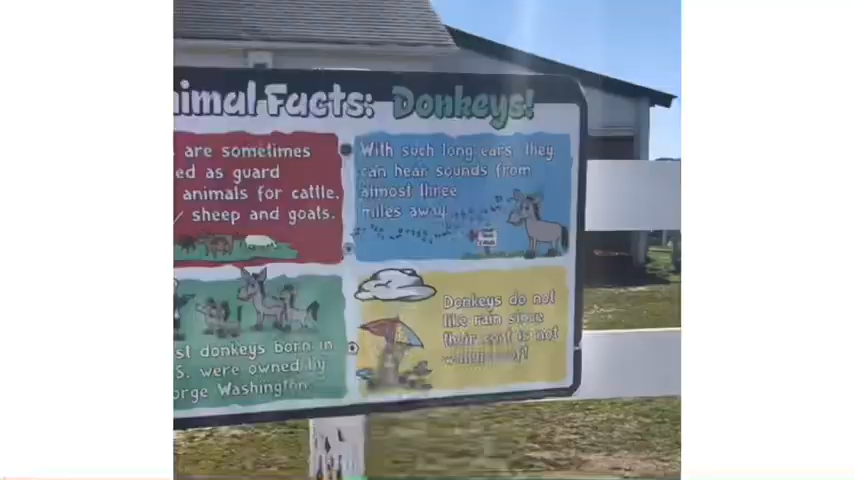 nimal Facts: Donkeys!
are sometimes
ed as guard
animals for cattle,
sheep and goats.
With such long ears, they
can hear sounds from
almost three
miles away.
st donkeys born in
S. were owned by
orge Washington.
Donkeys do not
like rain since
their coat is not